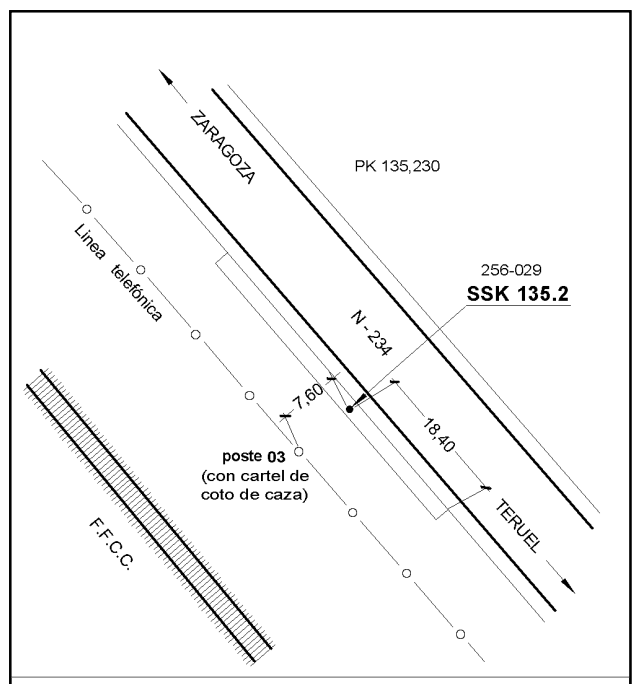 ZARAGOZA
PK 135,230
Línea telefónica
256-029
SSK 135.2
N - 234
7,60
18,40
poste 03
(con cartel de
coto de caza)
TERUEL
F.F.C.C.